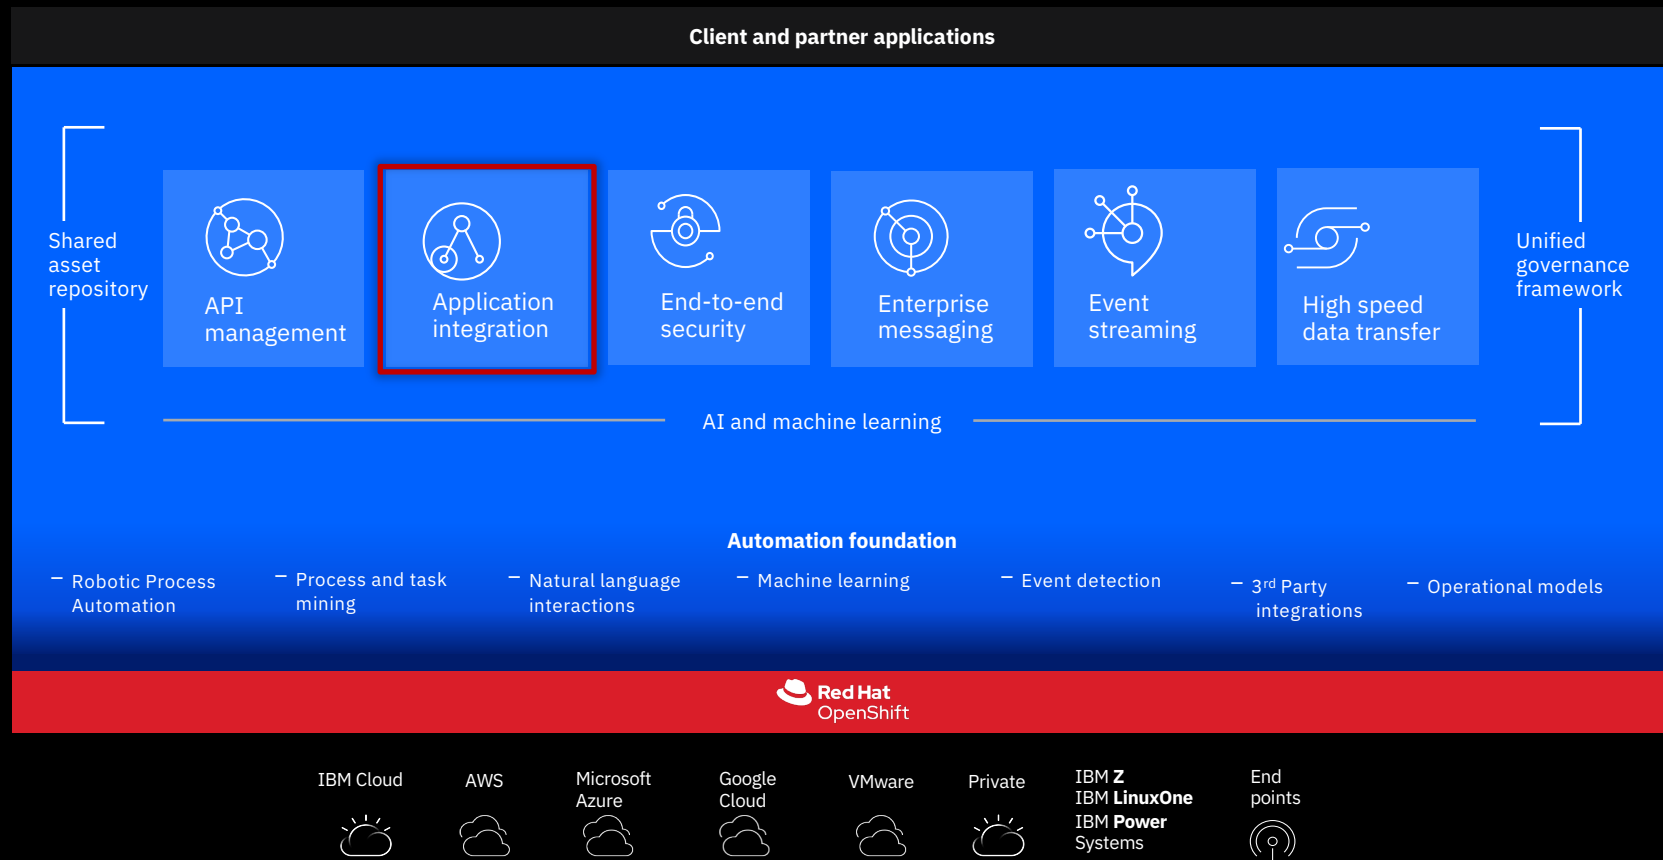 Client and partner applications
Shared
asset
repository
API
management
Application
integration
End-to-end
security
Enterprise
messaging
Event
streaming
High speed
data transfer
Unified
governance
framework
AI and machine learning
Automation foundation
– Robotic Process
Automation
– Process and task
mining
– Natural language
interactions
– Machine learning
– Event detection
– 3rd Party
integrations
– Operational models
Red Hat
OpenShift
IBM Cloud
AWS
Microsoft
Azure
Google
Cloud
VMware
Private
IBM Z
IBM LinuxOne
IBM Power
Systems
End
points